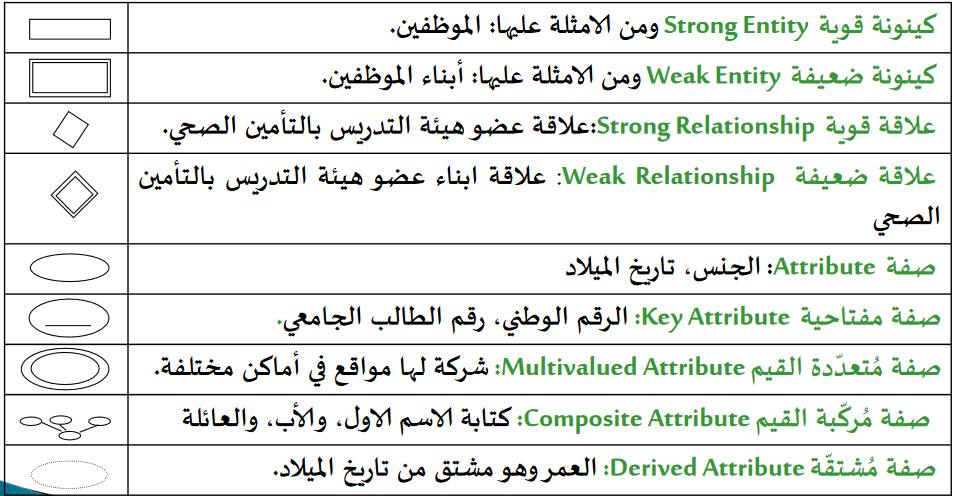 كينونة قوية Strong Entity ومن الامثلة عليها: الموظفين.
كينونة ضعيفة Weak Entity ومن الامثلة عليها: أبناء الموظفين.
علاقة قوية Strong Relationship:علاقة عضو هيئة التدريس بالتأمين الصحي.
علاقة ضعيفة Weak Relationship: علاقة ابناء عضو هيئة التدريس بالتأمين
الصحي
صفة Attribute: الجنس، تاريخ الميلاد
صفة مفتاحية Key Attribute: الرقم الوطني، رقم الطالب الجامعي.
صفة مُتعدّدة القيم Multivalued Attribute: شركة لها مواقع في أماكن مختلفة.
صفة مُركّبة القيم Composite Attribute: كتابة الاسم الاول، والأب، والعائلة
صفة مُشتقّة Derived Attribute: العمر وهو مشتق من تاريخ الميلاد.